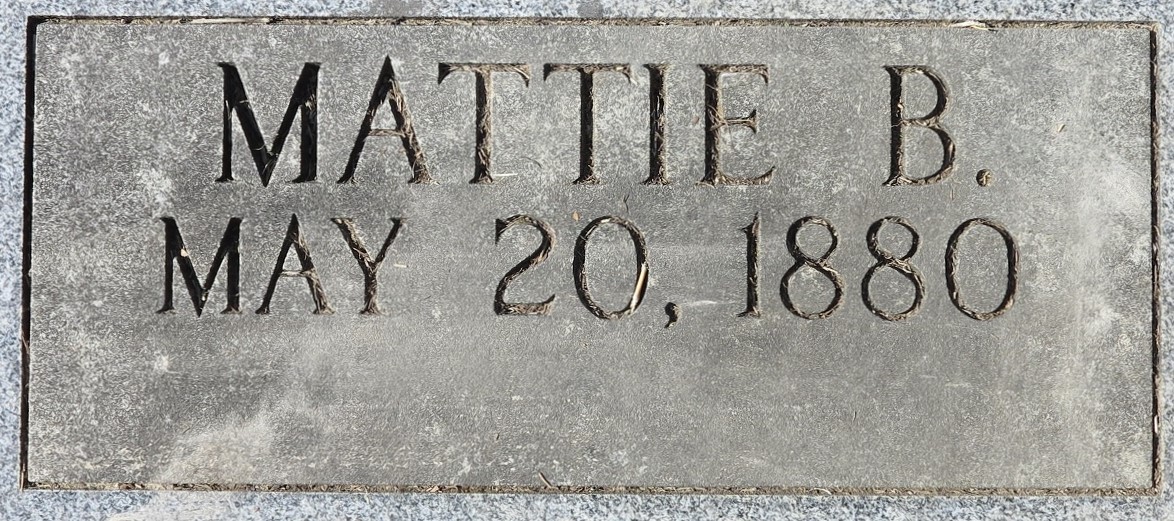 MATTIE B.
MAY 20, 1880